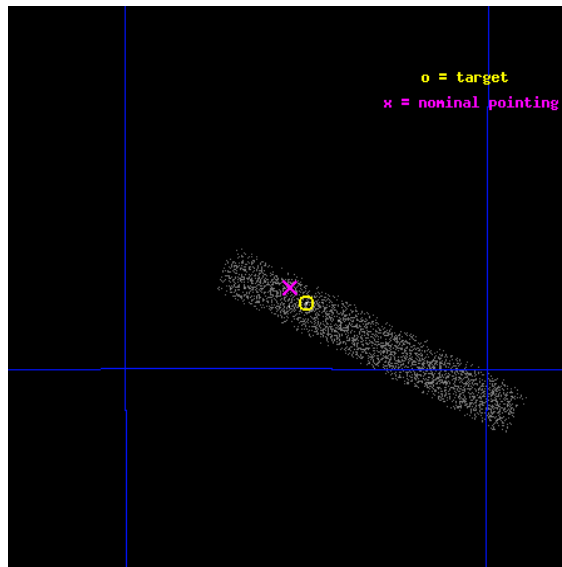 o = target
x = nominal pointing